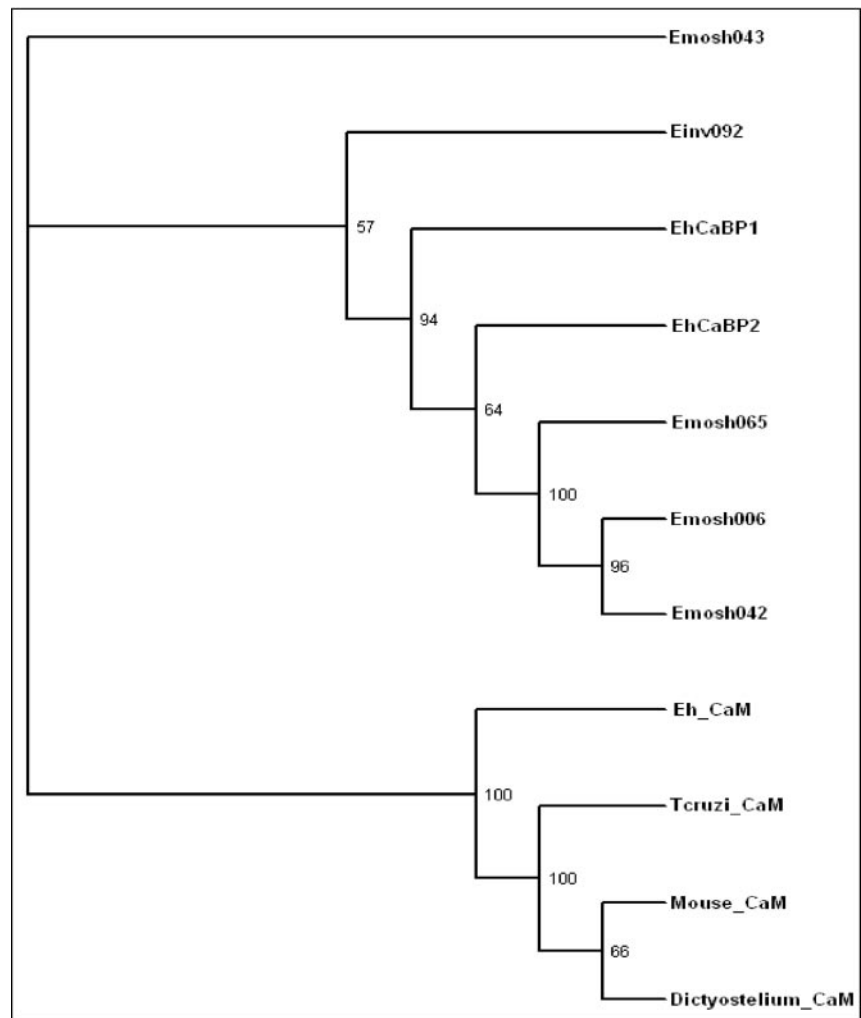 Emosh043
Einv092
57
EhCaBP1
94
EhCaBP2
64
Emosh065
100
Emosh006
96
Emosh042
Eh_CaM
100
Tcruzi_CaM
100
Mouse_CaM
66
Dictyostelium_CaM